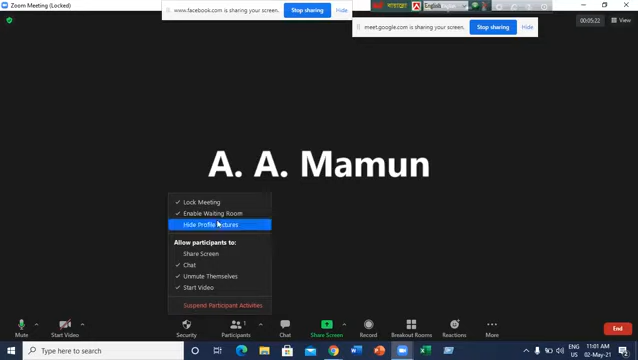 Zoom Meeting (Locked)
www.facebook.com is sharing your screen.
Stop sharing
Hide
English
meet.google.com is sharing your screen.
Stop sharing
Hide
00:05:22
View
A. A. Mamun
Lock Meeting
Enable Waiting Room
Hide Profile Pictures
Allow participants to:
Share Screen
Chat
Unmute Themselves
Start Video
Suspend Participant Activities
Mute
Start Video
Security
Participants
1
Chat
Share Screen
Record
Breakout Rooms
Reactions
More
End
Type here to search
ENG
US
11:01 AM
02-May-21